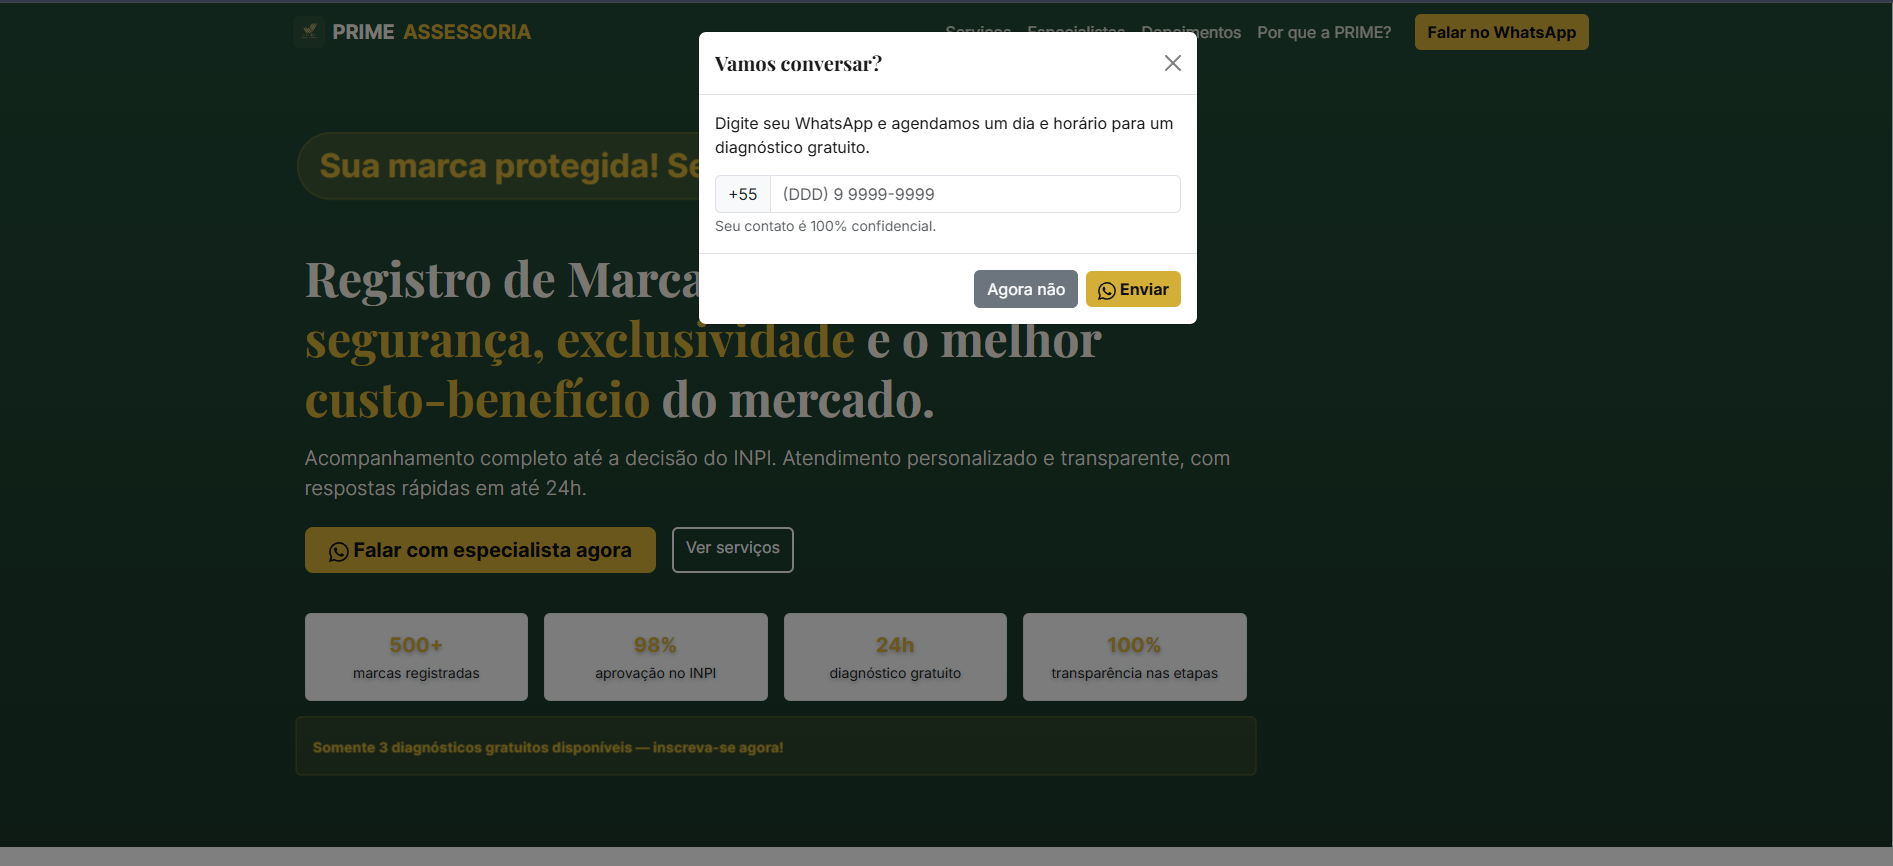 PRIME ASSESSORIA
Serviços Especialistas Depoimentos Por que a PRIME? Falar no WhatsApp
Vamos conversar?
Digite seu WhatsApp e agendamos um dia e horário para um
diagnóstico gratuito.
+55 (DDD) 9 9999-9999
Seu contato é 100% confidencial.
Agora não Enviar
Sua marca protegida! Se
Registro de Marca
segurança, exclusividade e o melhor
custo-benefício do mercado.
Acompanhamento completo até a decisão do INPI. Atendimento personalizado e transparente, com
respostas rápidas em até 24h.
Falar com especialista agora Ver serviços
500+ 98% 24h 100%
marcas registradas aprovação no INPI diagnóstico gratuito transparência nas etapas
Somente 3 diagnósticos gratuitos disponíveis — inscreva-se agora!